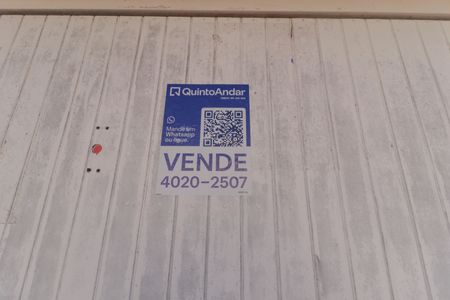 QuintoAndar
Mande um
Whatsapp
ou ligue.
VENDE
4020-2507